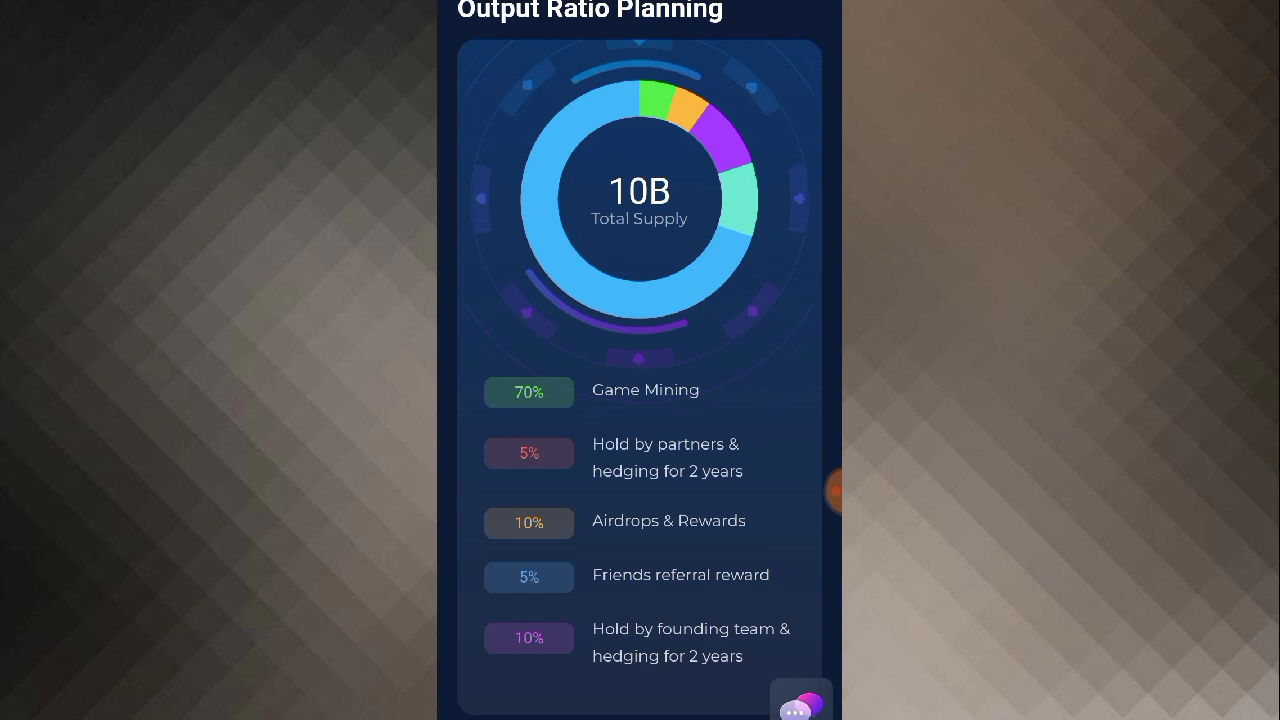 Output Ratio Planning
10B
Total Supply
70%
Game Mining
5%
Hold by partners &
hedging for 2 years
10%
Airdrops & Rewards
5%
Friends referral reward
10%
Hold by founding team &
hedging for 2 years